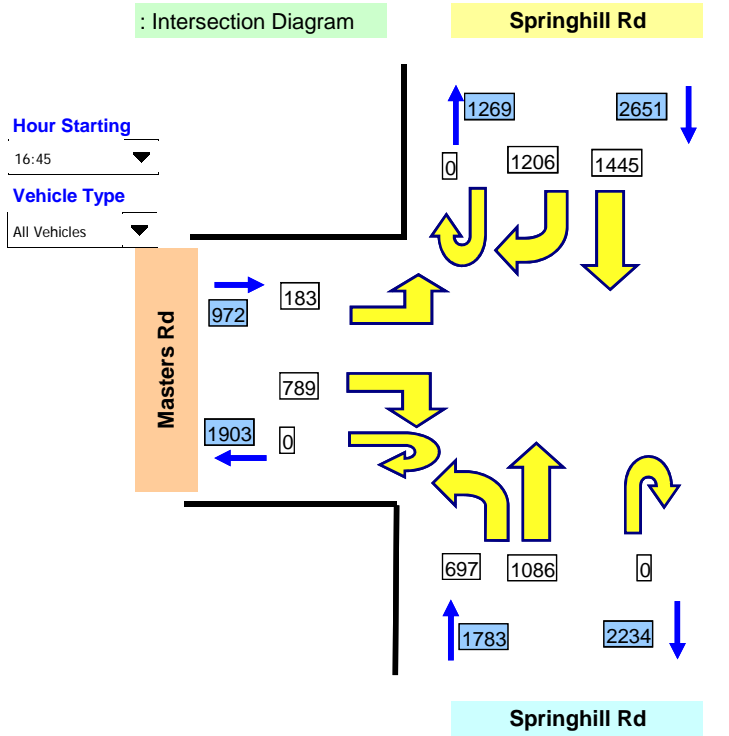 : Intersection Diagram
Springhill Rd
1269
2651
Hour Starting
16:45
0
1206
1445
Vehicle Type
All Vehicles
183
972
Masters Rd
789
1903
0
697
1086
0
1783
2234
Springhill Rd